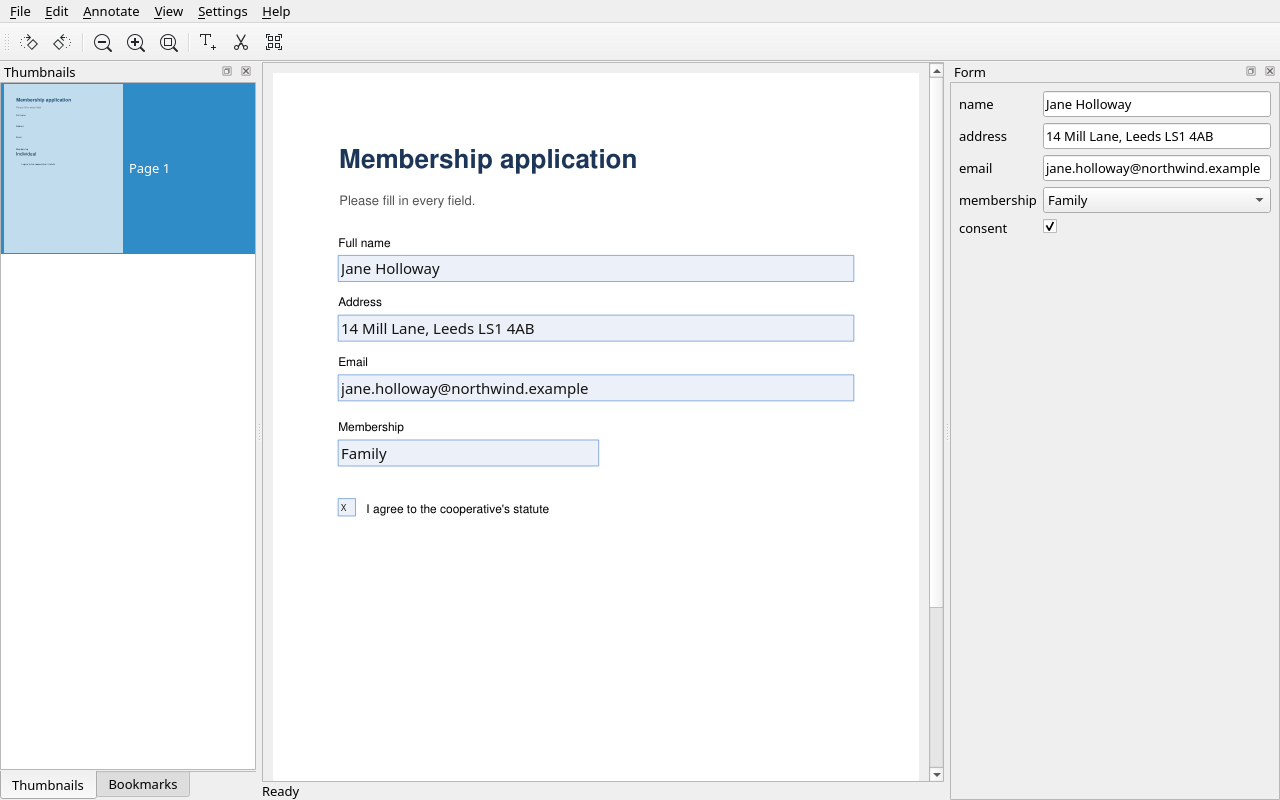 File Edit Annotate View Settings Help
Thumbnails
Page 1
Thumbnails Bookmarks
Membership application
Please fill in every field.
Full name
Jane Holloway
Address
14 Mill Lane, Leeds LS1 4AB
Email
jane.holloway@northwind.example
Membership
Family
X I agree to the cooperative's statute
Ready
Form
name Jane Holloway
address 14 Mill Lane, Leeds LS1 4AB
email jane.holloway@northwind.example
membership Family
consent
Membership application
Individual